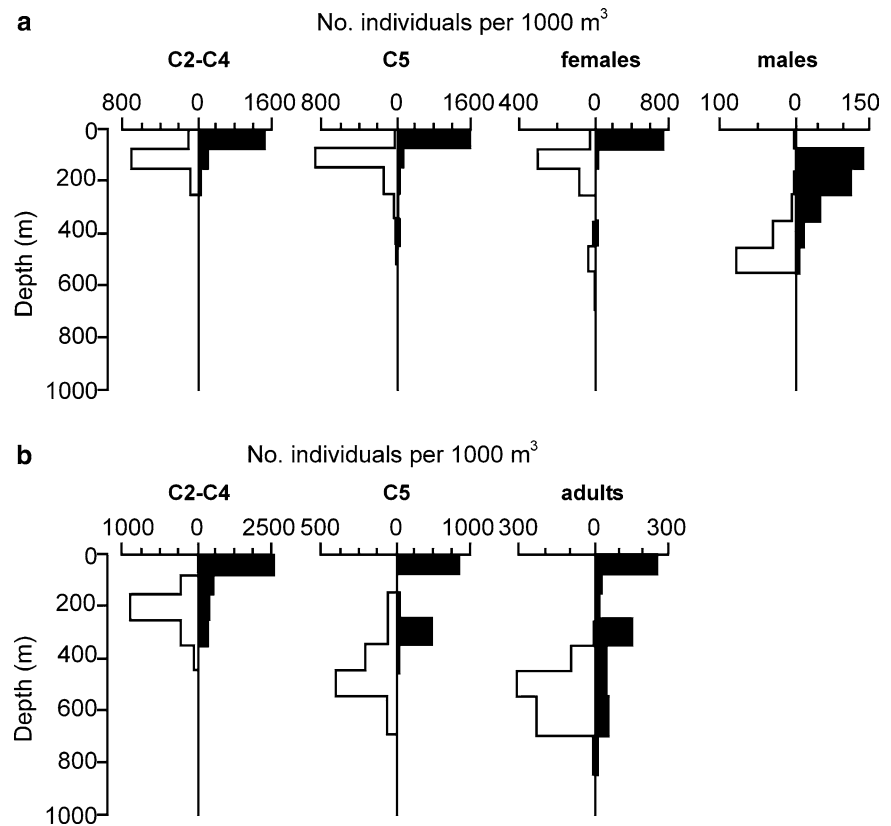 a
No. individuals per 1000 m³
C2-C4 C5 females males
800 0 1600 800 0 1600 400 0 800 100 0 150
0
200
400
600
800
1000
Depth (m)
b
No. individuals per 1000 m³
C2-C4 C5 adults
1000 0 2500 500 0 1000 300 0 300
0
200
400
600
800
1000
Depth (m)